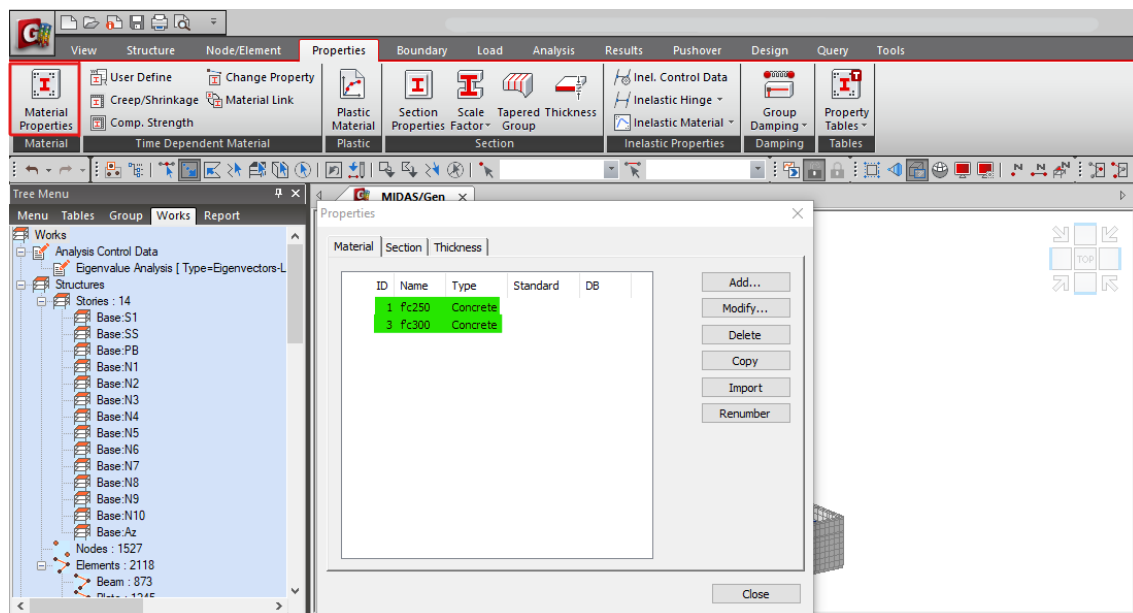 View Structure Node/Element Properties Boundary Load Analysis Results Pushover Design Query Tools
Material Properties
User Define
Change Property
Creep/Shrinkage
Material Link
Comp. Strength
Plastic Material
Section Properties
Scale Factor
Tapered Group
Thickness
Inel. Control Data
Inelastic Hinge
Inelastic Material
Group Damping
Property Tables
Material Time Dependent Material Plastic Section Inelastic Properties Damping Tables
Tree Menu
MIDAS/Gen
Menu Tables Group Works Report
Works
Analysis Control Data
Eigenvalue Analysis [ Type=Eigenvectors-L
Structures
Stories : 14
Base:S1
Base:SS
Base:PB
Base:N1
Base:N2
Base:N3
Base:N4
Base:N5
Base:N6
Base:N7
Base:N8
Base:N9
Base:N10
Base:Az
Nodes : 1527
Elements : 2118
Beam : 873
Plate : 1245
Properties
Material Section Thickness
ID Name Type Standard DB
1 f'c250 Concrete
3 f'c300 Concrete
Add...
Modify...
Delete
Copy
Import
Renumber
Close
TOP